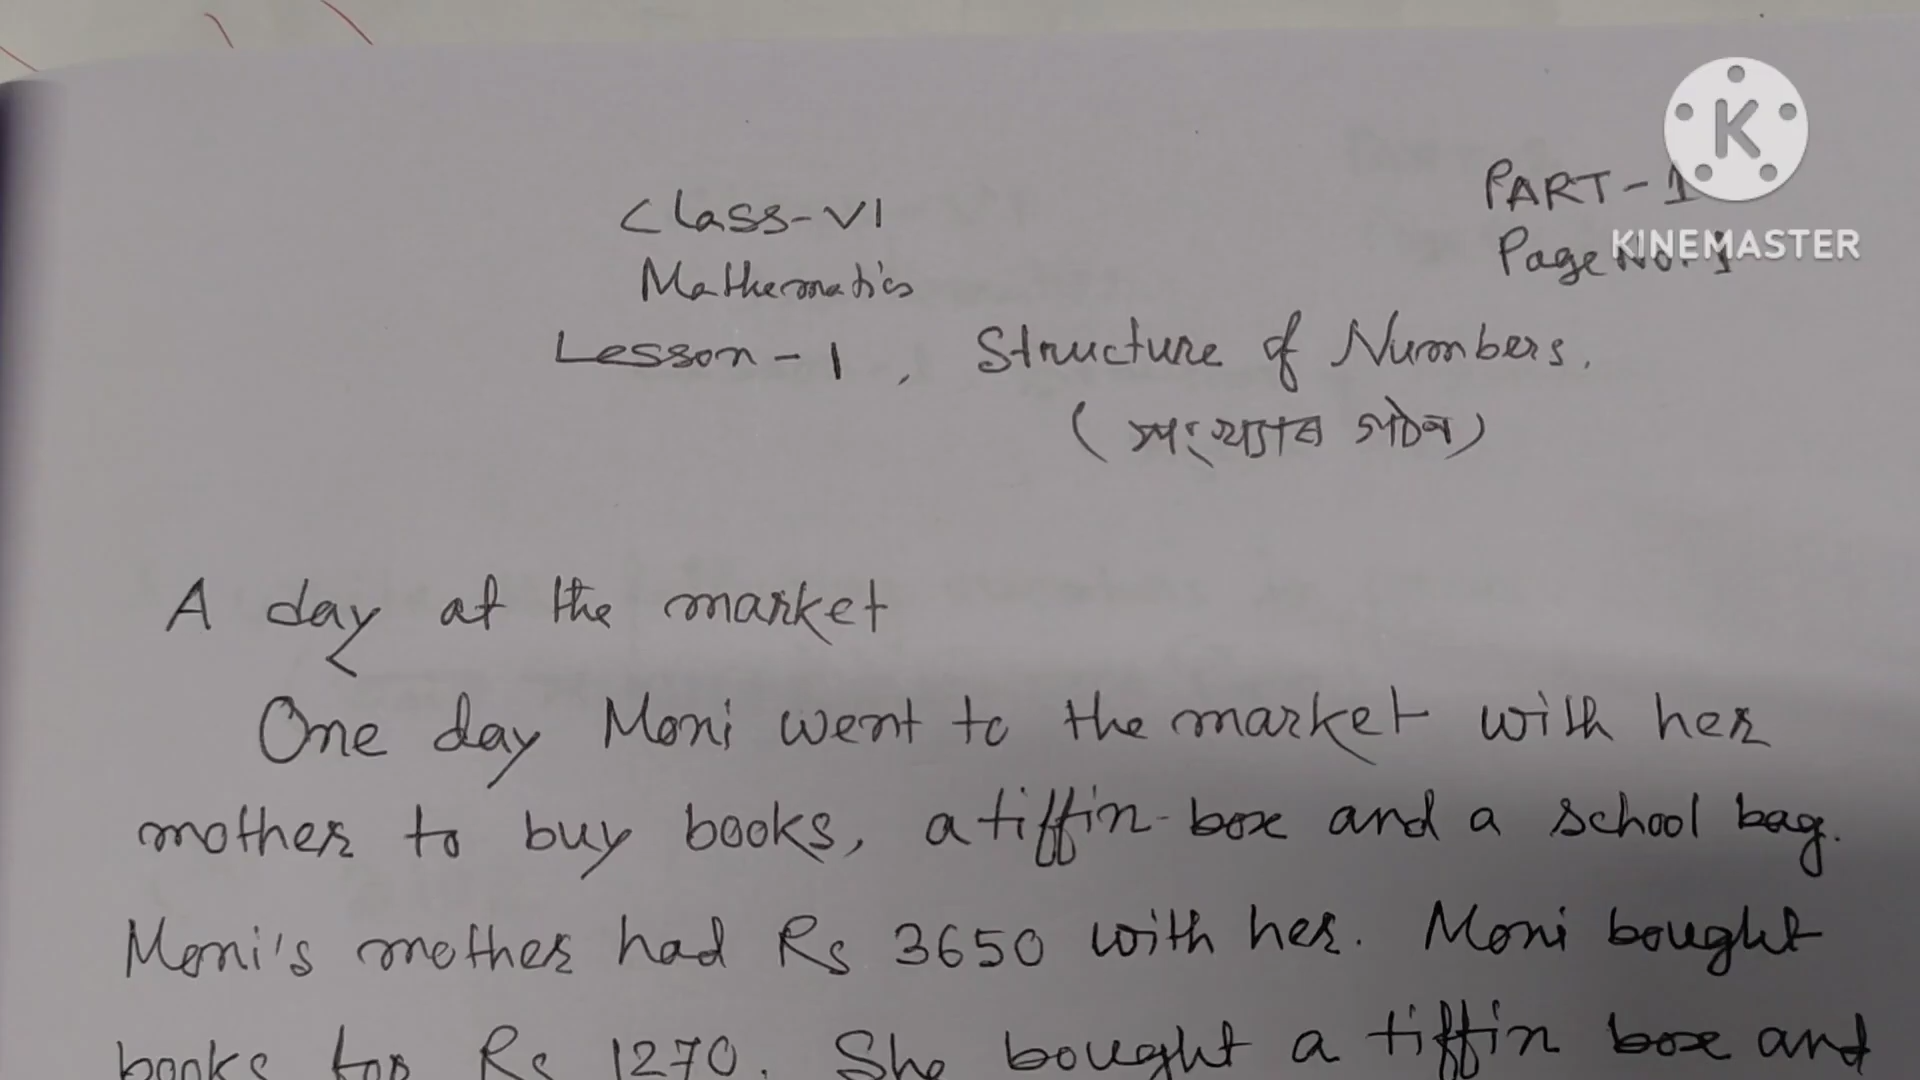 PART-1
Class-VI
Page No. 1
KINEMASTER
Mathematics
Lesson-1, Structure of Numbers.
(সংখ্যার গঠন)
A day at the market
One day Moni went to the market with her
mother to buy books, a tiffin-box and a school bag.
Moni's mother had Rs 3650 with her. Moni bought
books for Rs 1270. She bought a tiffin box and